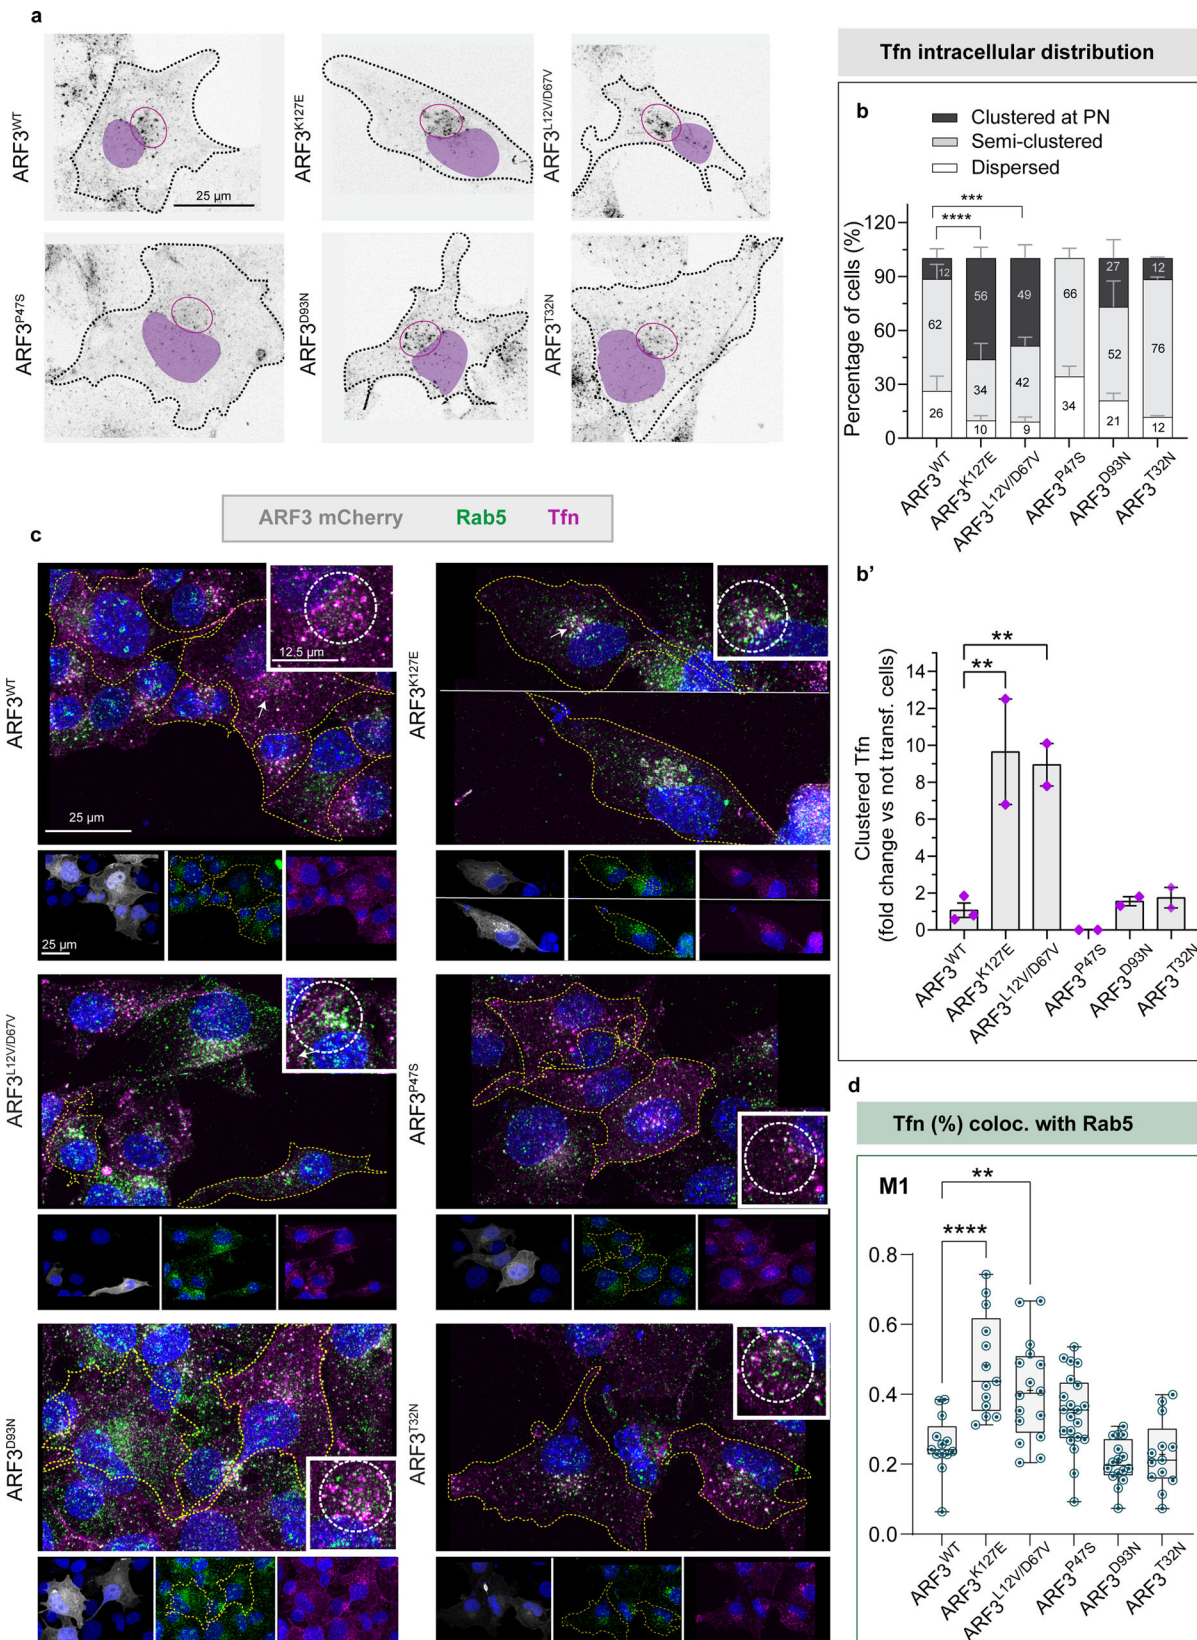 a
ARF3WT
25 µm
ARF3K127E
ARF3L12V/D67V
ARF3P47S
ARF3D93N
ARF3T32N
Tfn intracellular distribution
b
Clustered at PN
Semi-clustered
Dispersed
Percentage of cells (%)
120
90
60
30
0
***
****
12
62
26
56
34
10
49
42
9
66
34
27
52
21
12
76
12
ARF3WT
ARF3K127E
ARF3L12V/D67V
ARF3P47S
ARF3D93N
ARF3T32N
b’
Clustered Tfn
(fold change vs not transf. cells)
14
12
10
8
6
4
2
0
**
**
ARF3WT
ARF3K127E
ARF3L12V/D67V
ARF3P47S
ARF3D93N
ARF3T32N
ARF3 mCherry Rab5 Tfn
c
ARF3WT
12.5 µm
25 µm
25 µm
ARF3K127E
ARF3L12V/D67V
ARF3P47S
ARF3D93N
ARF3T32N
d
Tfn (%) coloc. with Rab5
M1
**
****
0.8
0.6
0.4
0.2
0.0
ARF3WT
ARF3K127E
ARF3L12V/D67V
ARF3P47S
ARF3D93N
ARF3T32N